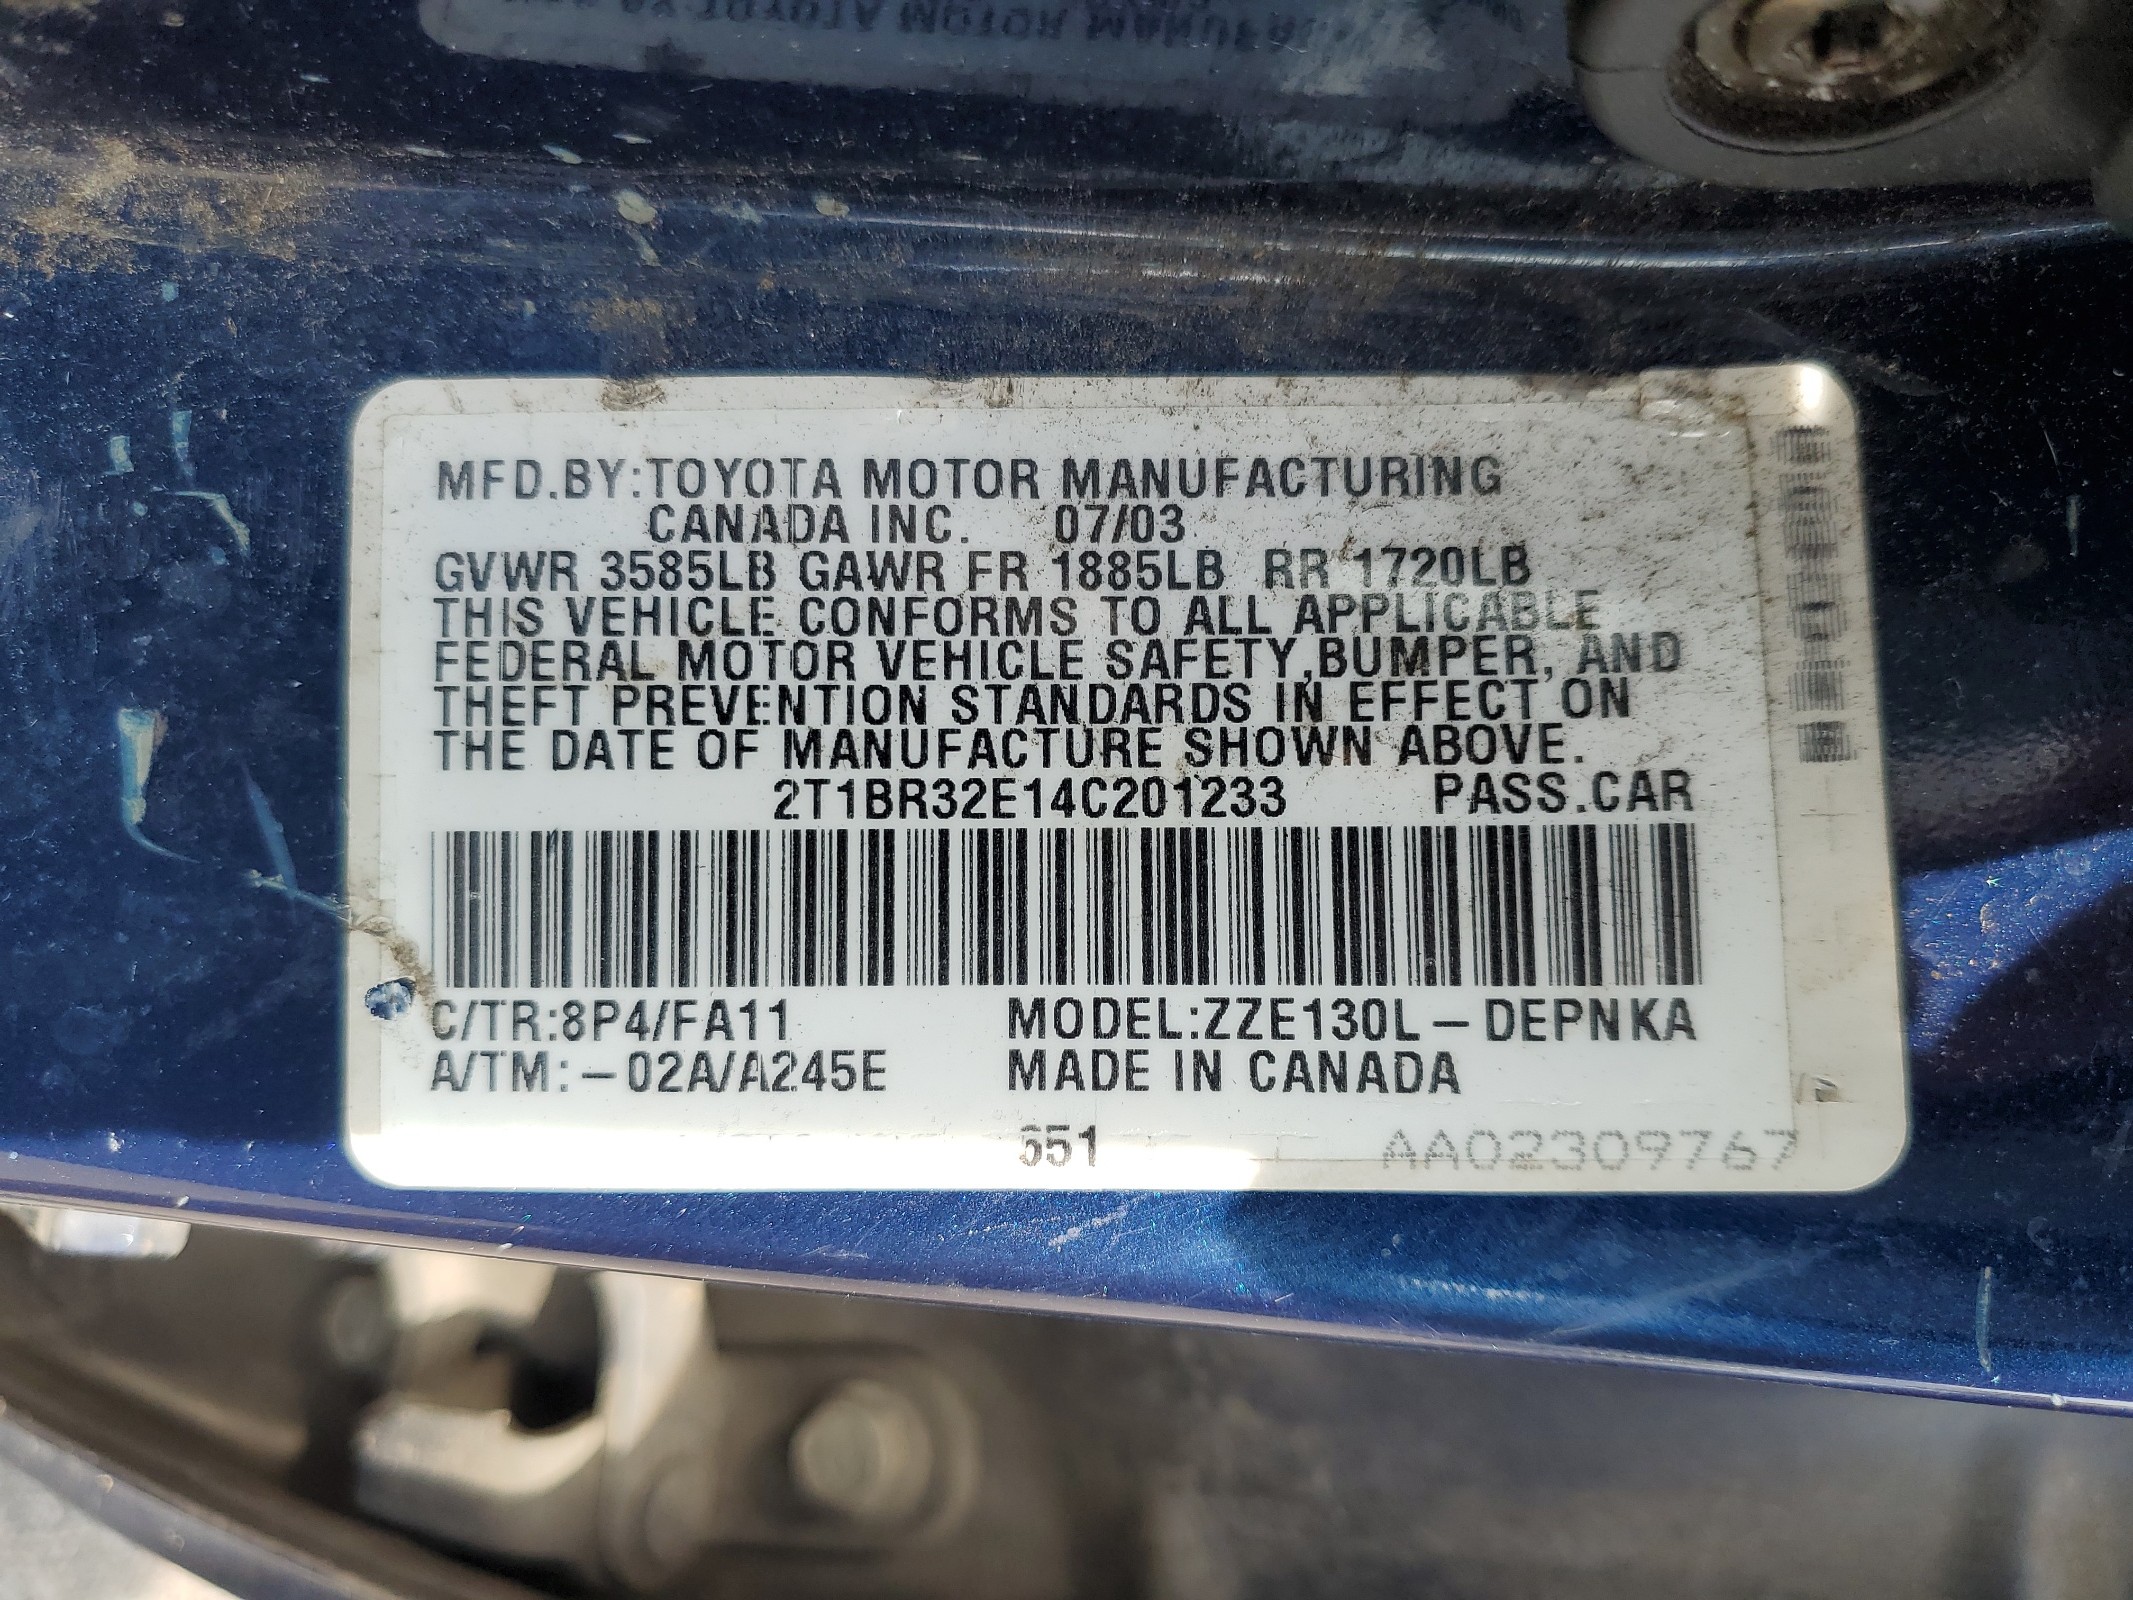 MFD.BY:TOYOTA MOTOR MANUFACTURING
CANADA INC. 07/03
GVWR 3585LB GAWR FR 1885LB RR 1720LB
THIS VEHICLE CONFORMS TO ALL APPLICABLE
FEDERAL MOTOR VEHICLE SAFETY,BUMPER, AND
THEFT PREVENTION STANDARDS IN EFFECT ON
THE DATE OF MANUFACTURE SHOWN ABOVE.
2T1BR32E14C201233 PASS.CAR
C/TR:8P4/FA11 MODEL:ZZE130L-DEPNKA
A/TM:-02A/A245E MADE IN CANADA
651 AA02309767